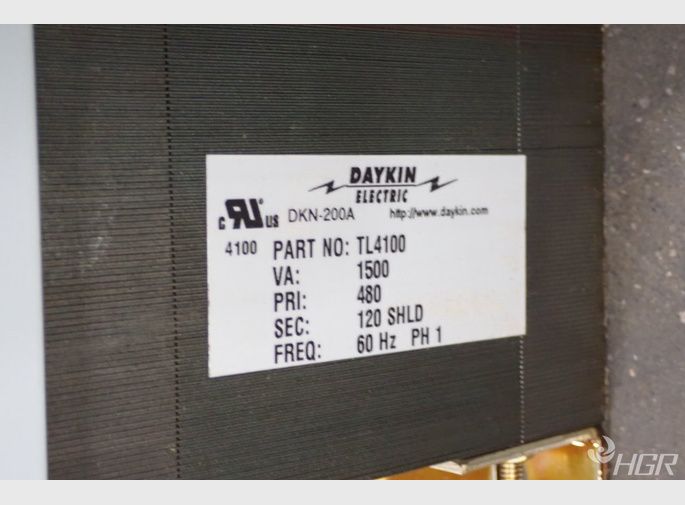 DAYKIN
ELECTRIC
c RU US DKN-200A http://www.daykin.com
4100 PART NO: TL4100
VA: 1500
PRI: 480
SEC: 120 SHLD
FREQ: 60 Hz PH 1
HGR